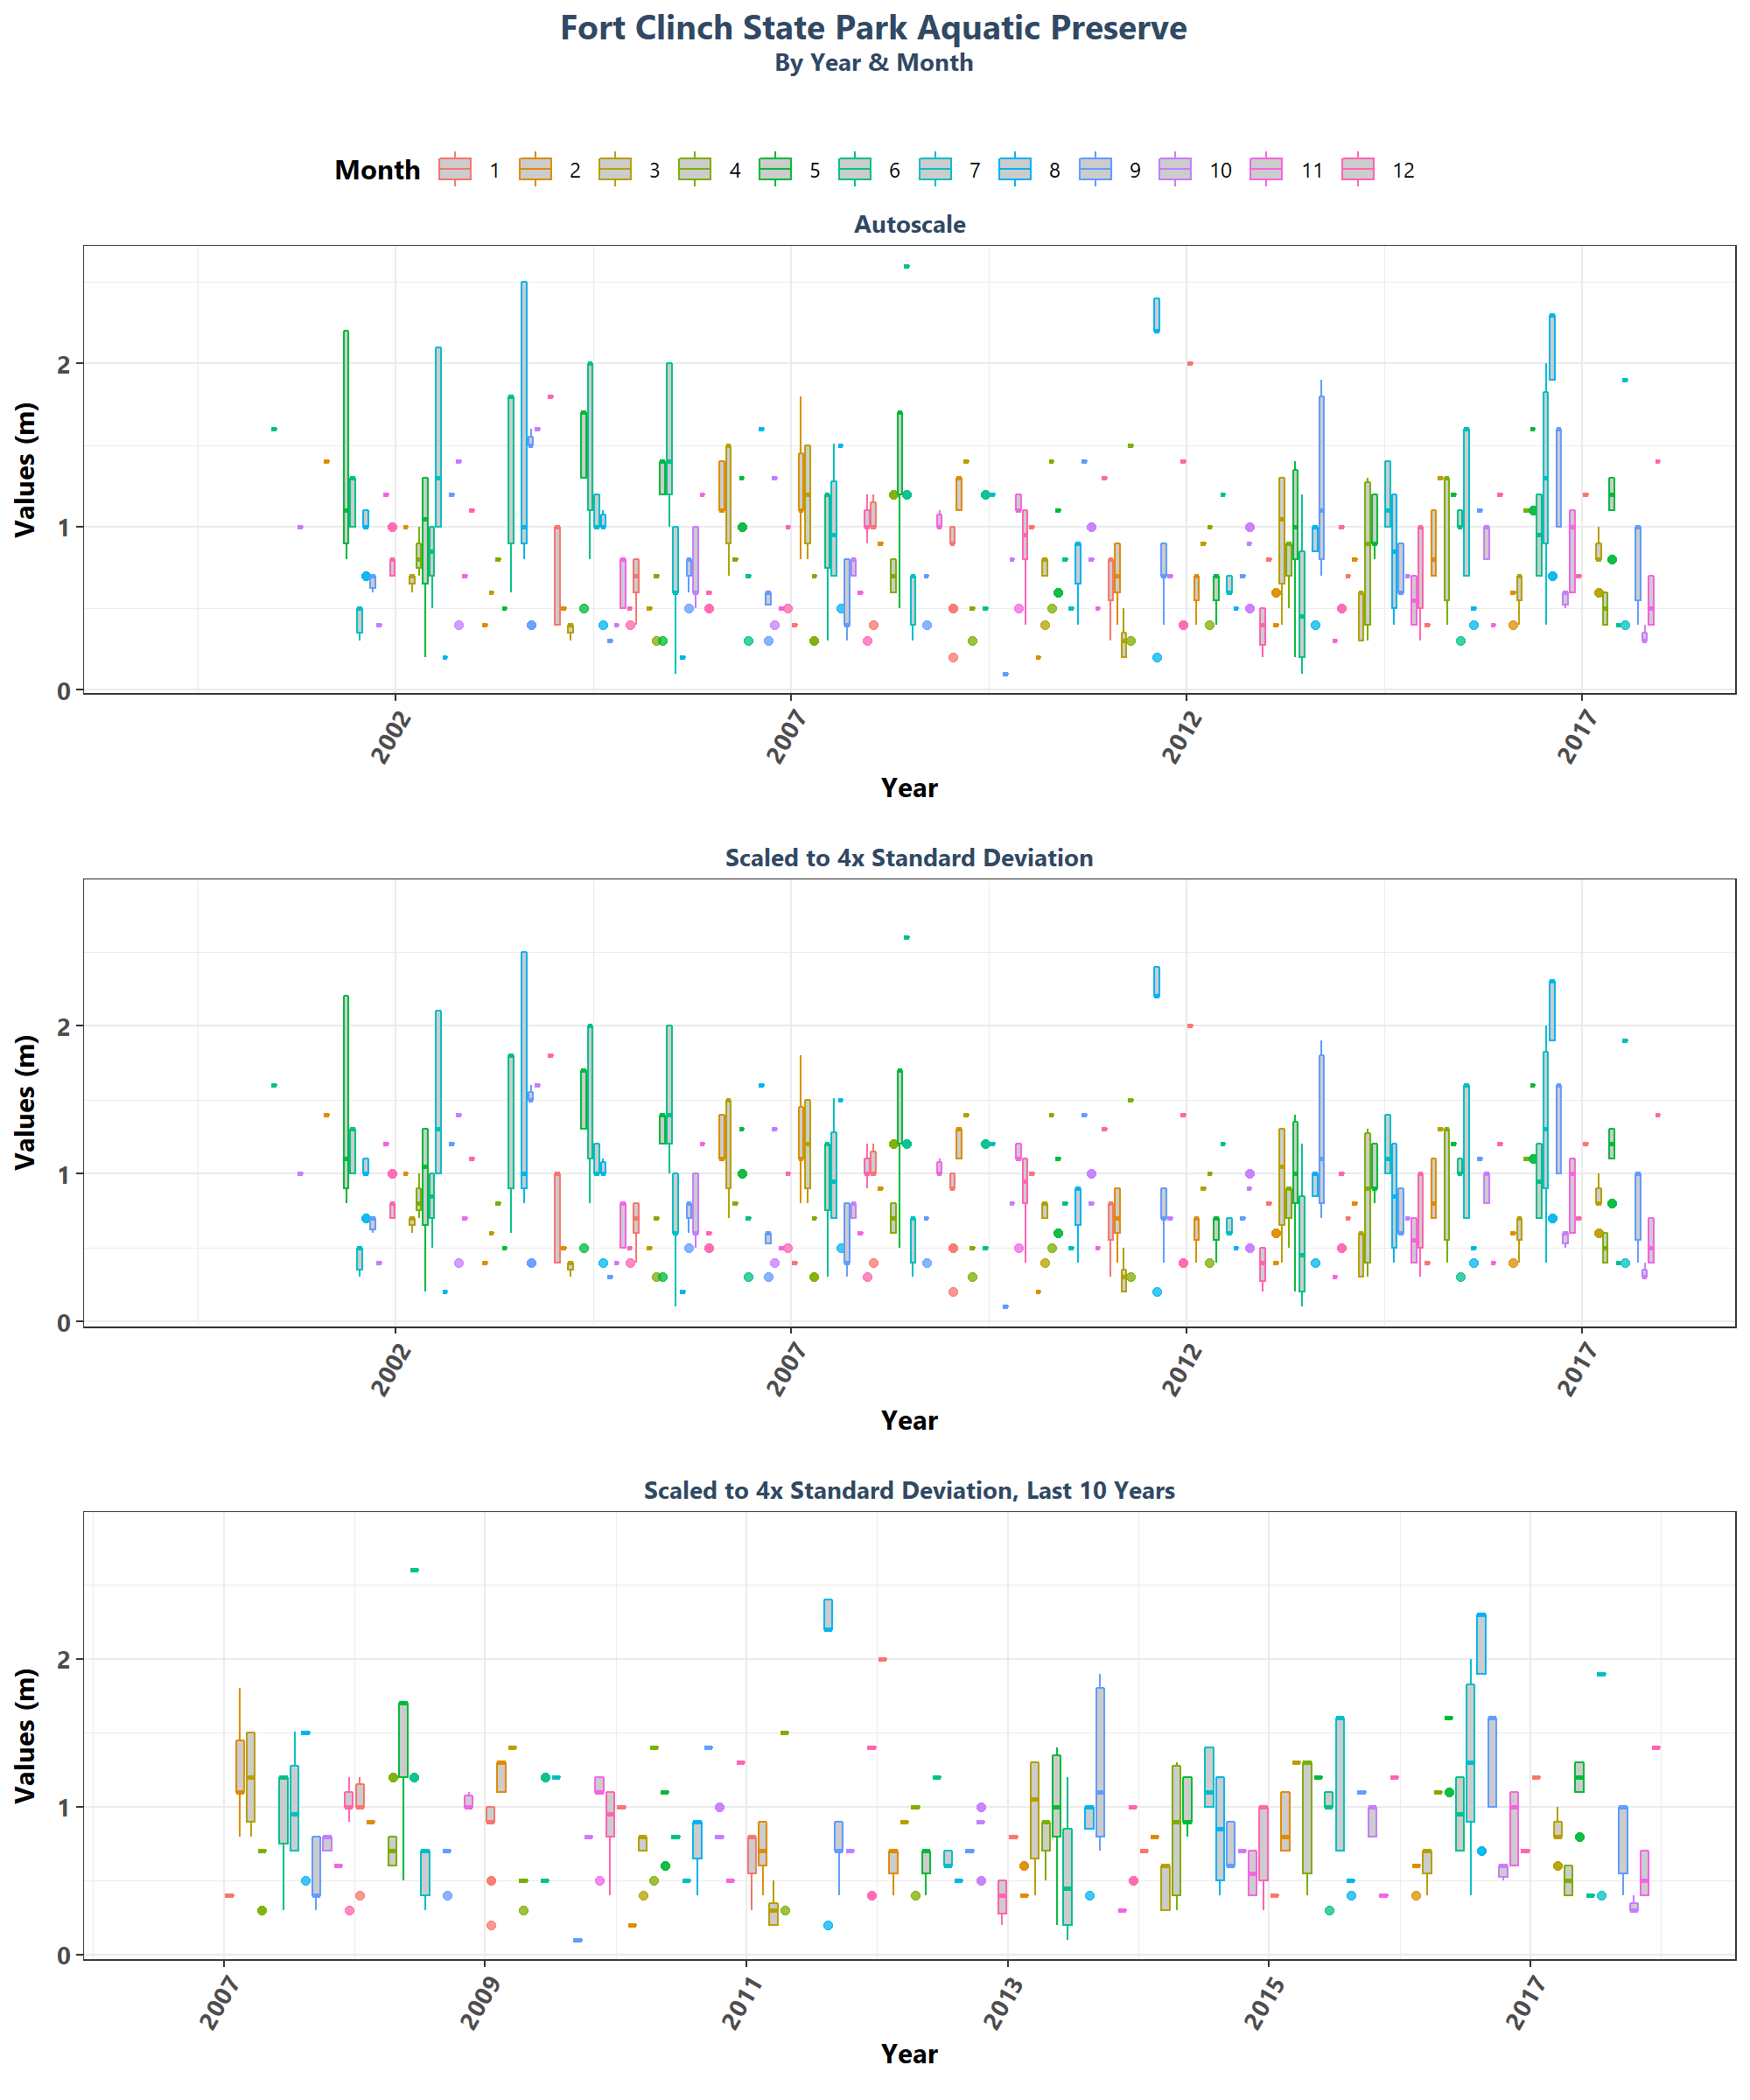 Fort Clinch State Park Aquatic Preserve
By Year & Month
Month 1 2 3 4 5 6 7 8 9 10 11 12
Autoscale
Values (m)
2
1
0
2002 2007 2012 2017
Year
Scaled to 4x Standard Deviation
Values (m)
2
1
0
2002 2007 2012 2017
Year
Scaled to 4x Standard Deviation, Last 10 Years
Values (m)
2
1
0
2007 2009 2011 2013 2015 2017
Year